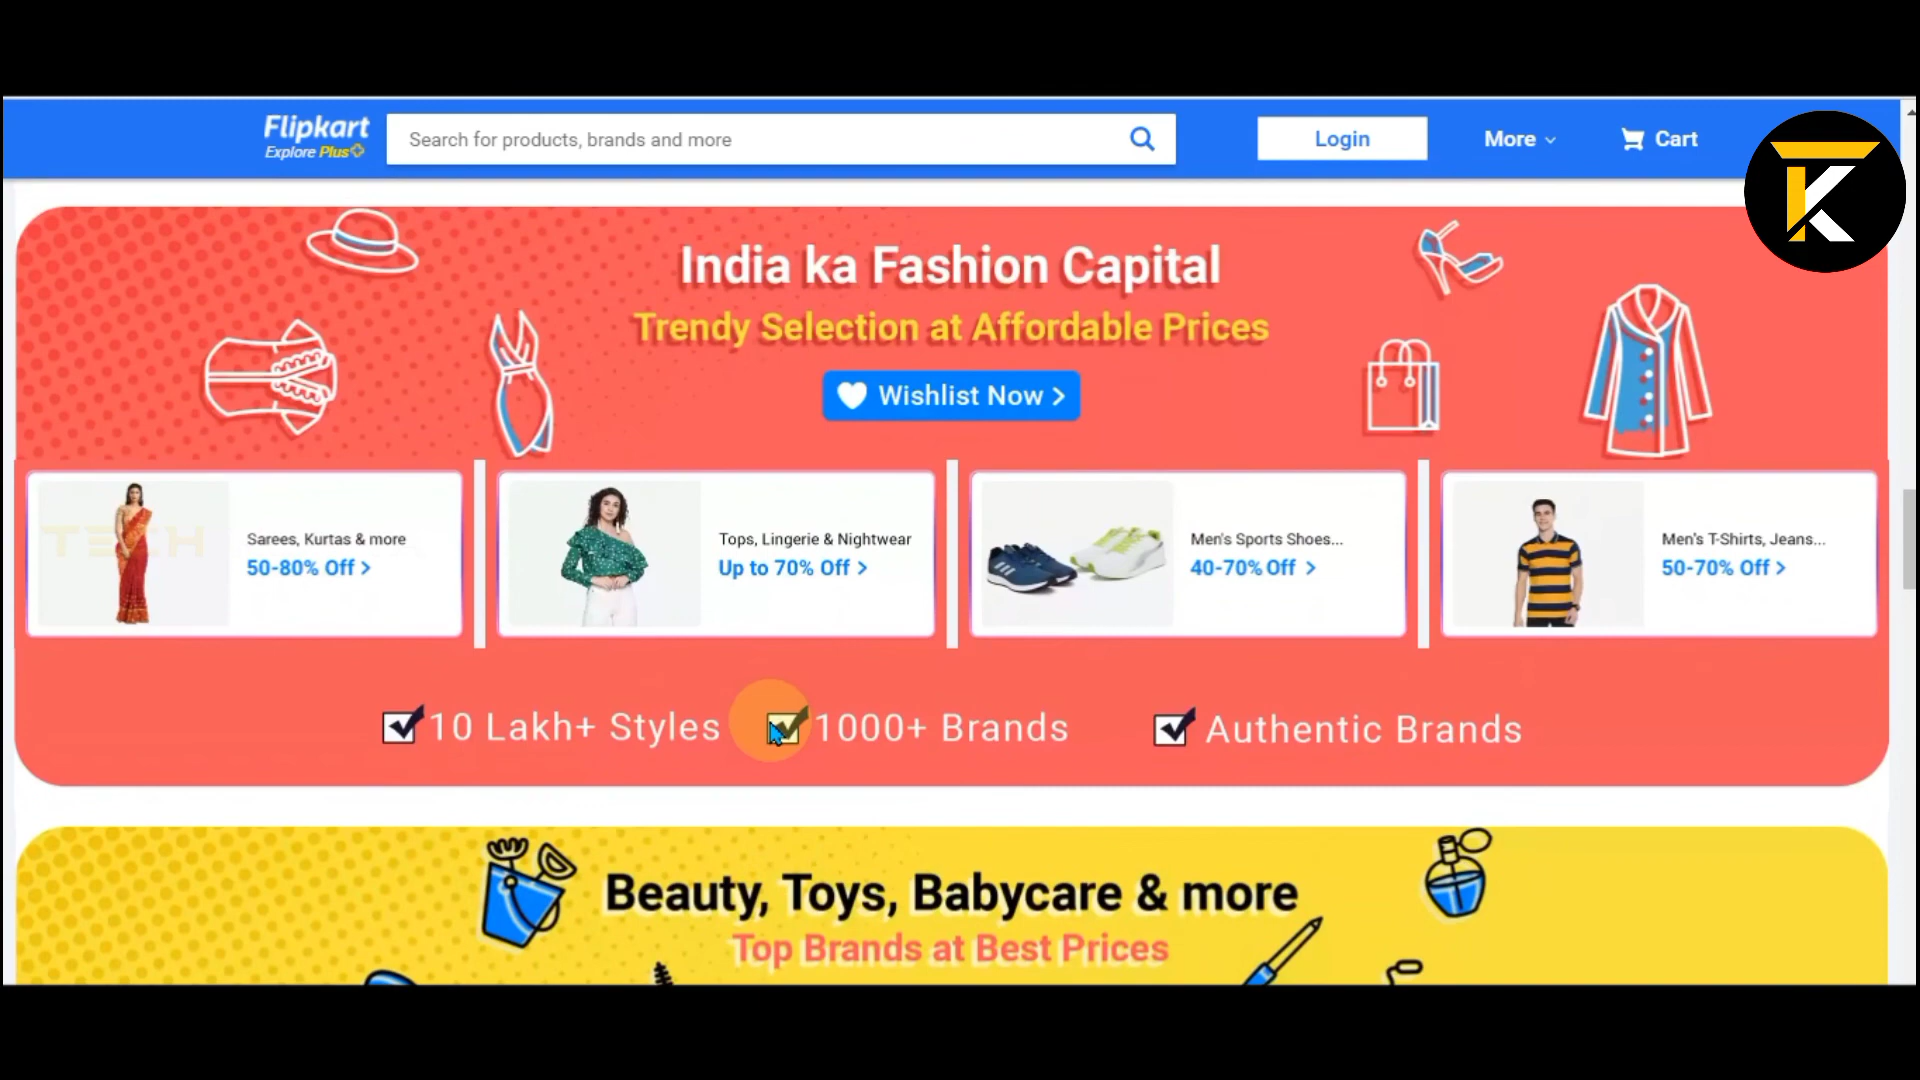 Flipkart
Explore Plus
Search for products, brands and more
Login
More
Cart
TK
India ka Fashion Capital
Trendy Selection at Affordable Prices
Wishlist Now >
TECH
Sarees, Kurtas & more
50-80% Off >
Tops, Lingerie & Nightwear
Up to 70% Off >
Men's Sports Shoes...
40-70% Off >
Men's T-Shirts, Jeans...
50-70% Off >
10 Lakh+ Styles
1000+ Brands
Authentic Brands
Beauty, Toys, Babycare & more
Top Brands at Best Prices